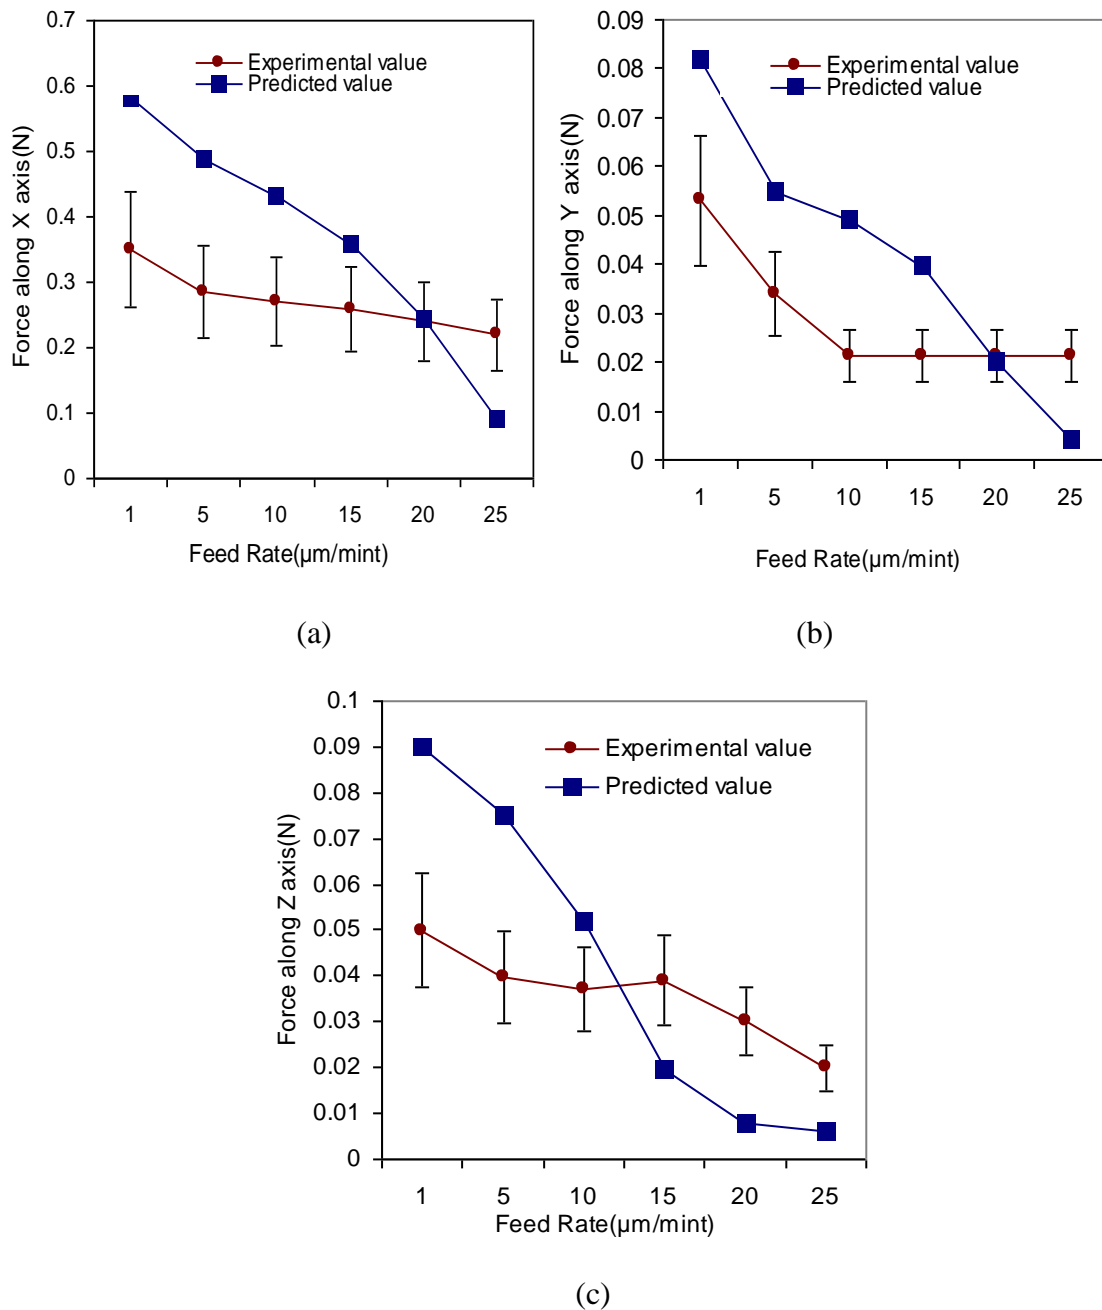 0.7
0.6
0.5
0.4
0.3
0.2
0.1
0
Force along X axis(N)
Experimental value
Predicted value
1 5 10 15 20 25
Feed Rate(µm/mint)
(a)
0.09
0.08
0.07
0.06
0.05
0.04
0.03
0.02
0.01
0
Force along Y axis(N)
Experimental value
Predicted value
1 5 10 15 20 25
Feed Rate(µm/mint)
(b)
0.1
0.09
0.08
0.07
0.06
0.05
0.04
0.03
0.02
0.01
0
Force along Z axis(N)
Experimental value
Predicted value
1 5 10 15 20 25
Feed Rate(µm/mint)
(c)